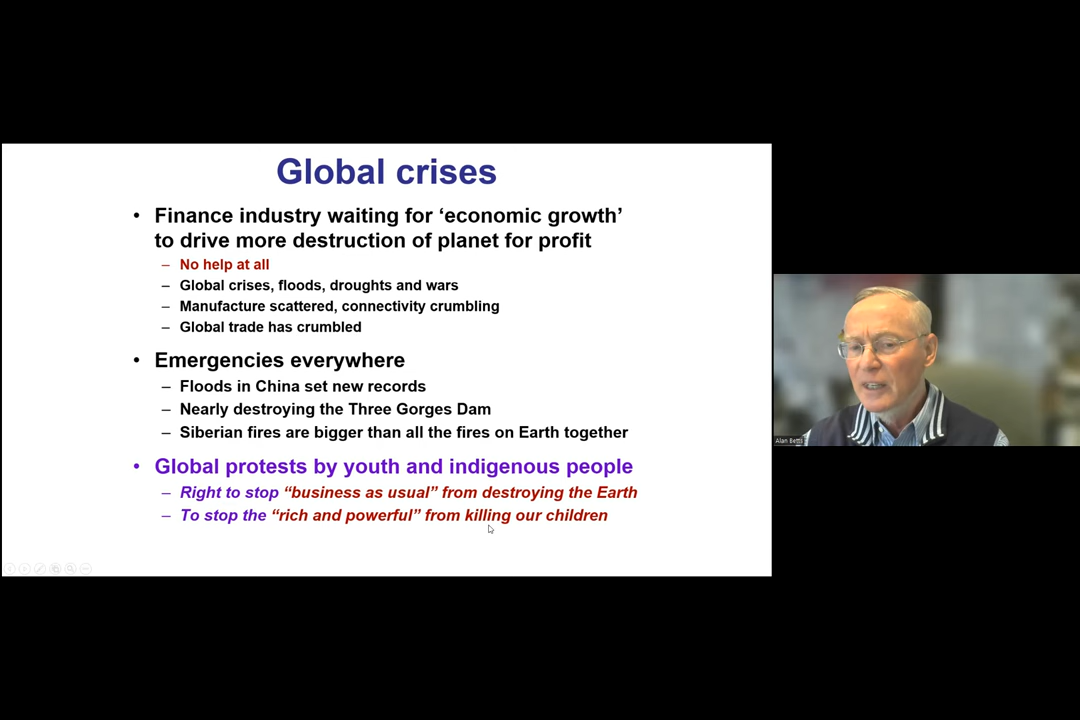 Global crises
• Finance industry waiting for ‘economic growth’
to drive more destruction of planet for profit
– No help at all
– Global crises, floods, droughts and wars
– Manufacture scattered, connectivity crumbling
– Global trade has crumbled
• Emergencies everywhere
– Floods in China set new records
– Nearly destroying the Three Gorges Dam
– Siberian fires are bigger than all the fires on Earth together
• Global protests by youth and indigenous people
– Right to stop “business as usual” from destroying the Earth
– To stop the “rich and powerful” from killing our children
Alan Betts